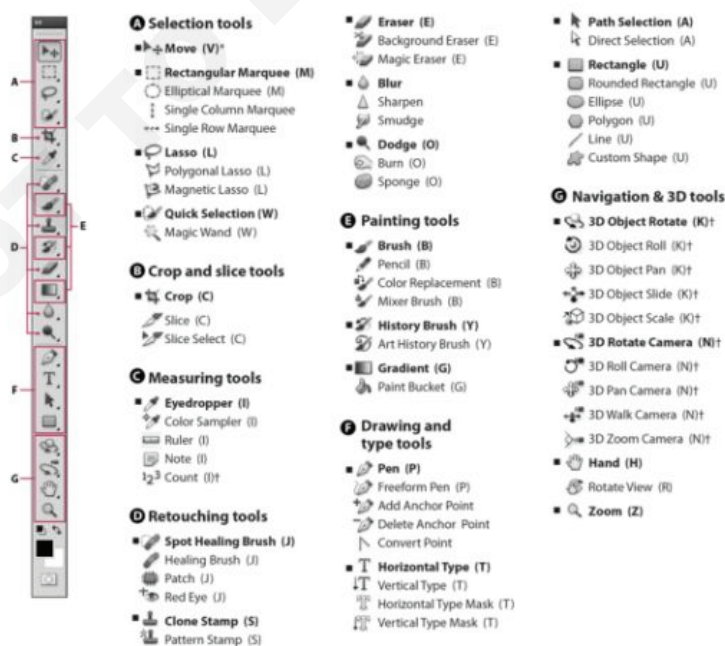 A
B
C
D
E
F
G
A Selection tools
Move (V)*
Rectangular Marquee (M)
Elliptical Marquee (M)
Single Column Marquee
Single Row Marquee
Lasso (L)
Polygonal Lasso (L)
Magnetic Lasso (L)
Quick Selection (W)
Magic Wand (W)
B Crop and slice tools
Crop (C)
Slice (C)
Slice Select (C)
C Measuring tools
Eyedropper (I)
Color Sampler (I)
Ruler (I)
Note (I)
Count (I)†
D Retouching tools
Spot Healing Brush (J)
Healing Brush (J)
Patch (J)
Red Eye (J)
Clone Stamp (S)
Pattern Stamp (S)
Eraser (E)
Background Eraser (E)
Magic Eraser (E)
Blur
Sharpen
Smudge
Dodge (O)
Burn (O)
Sponge (O)
E Painting tools
Brush (B)
Pencil (B)
Color Replacement (B)
Mixer Brush (B)
History Brush (Y)
Art History Brush (Y)
Gradient (G)
Paint Bucket (G)
F Drawing and
type tools
Pen (P)
Freeform Pen (P)
Add Anchor Point
Delete Anchor Point
Convert Point
Horizontal Type (T)
Vertical Type (T)
Horizontal Type Mask (T)
Vertical Type Mask (T)
Path Selection (A)
Direct Selection (A)
Rectangle (U)
Rounded Rectangle (U)
Ellipse (U)
Polygon (U)
Line (U)
Custom Shape (U)
G Navigation & 3D tools
3D Object Rotate (K)†
3D Object Roll (K)†
3D Object Pan (K)†
3D Object Slide (K)†
3D Object Scale (K)†
3D Rotate Camera (N)†
3D Roll Camera (N)†
3D Pan Camera (N)†
3D Walk Camera (N)†
3D Zoom Camera (N)†
Hand (H)
Rotate View (R)
Zoom (Z)